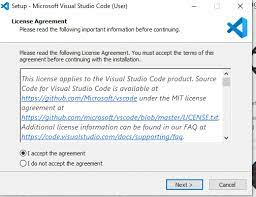 Setup - Microsoft Visual Studio Code (User)
License Agreement
Please read the following important information before continuing.
Please read the following License Agreement. You must accept the terms of this
agreement before continuing with the installation.
This license applies to the Visual Studio Code product. Source
Code for Visual Studio Code is available at
https://github.com/Microsoft/vscode under the MIT license
agreement at
https://github.com/microsoft/vscode/blob/master/LICENSE.txt.
Additional license information can be found in our FAQ at
https://code.visualstudio.com/docs/supporting/faq.
I accept the agreement
I do not accept the agreement
Next >
Cancel